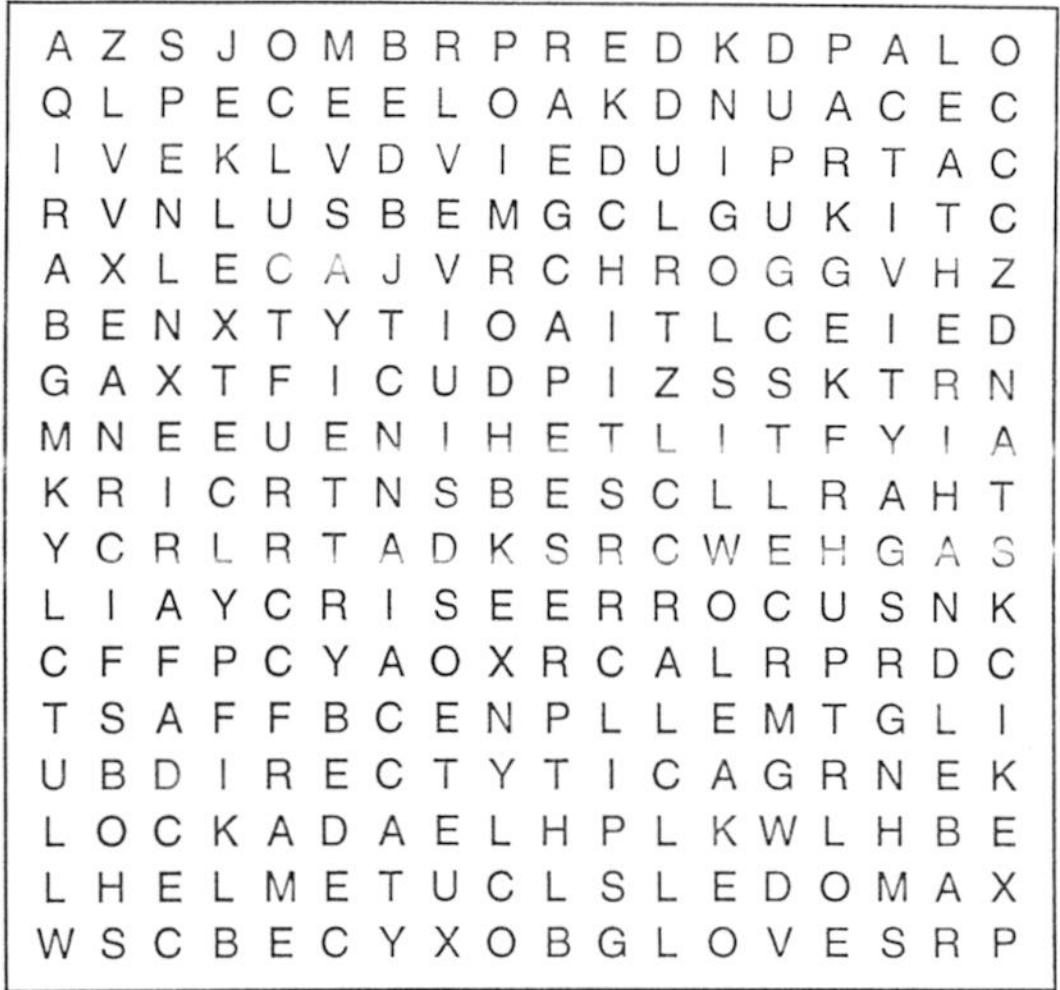 A Z S J O M B R P R E D K D P A L O
Q L P E C E E L O A K D N U A C E C
I V E K L V D V I E D U I P R T A C
R V N L U S B E M G C L G U K I T C
A X L E C A J V R C H R O G G V H Z
B E N X T Y T I O A I T L C E I E D
G A X T F I C U D P I Z S S K T R N
M N E E U E N I H E T L I T F Y I A
K R I C R T N S B E S C L L R A H T
Y C R L R T A D K S R C W E H G A S
L I A Y C R I S E E R R O C U S N K
C F F P C Y A O X R C A L R P R D C
T S A F F B C E N P L L E M T G L I
U B D I R E C T Y T I C A G R N E K
L O C K A D A E L H P L K W L H B E
L H E L M E T U C L S L E D O M A X
W S C B E C Y X O B G L O V E S R P